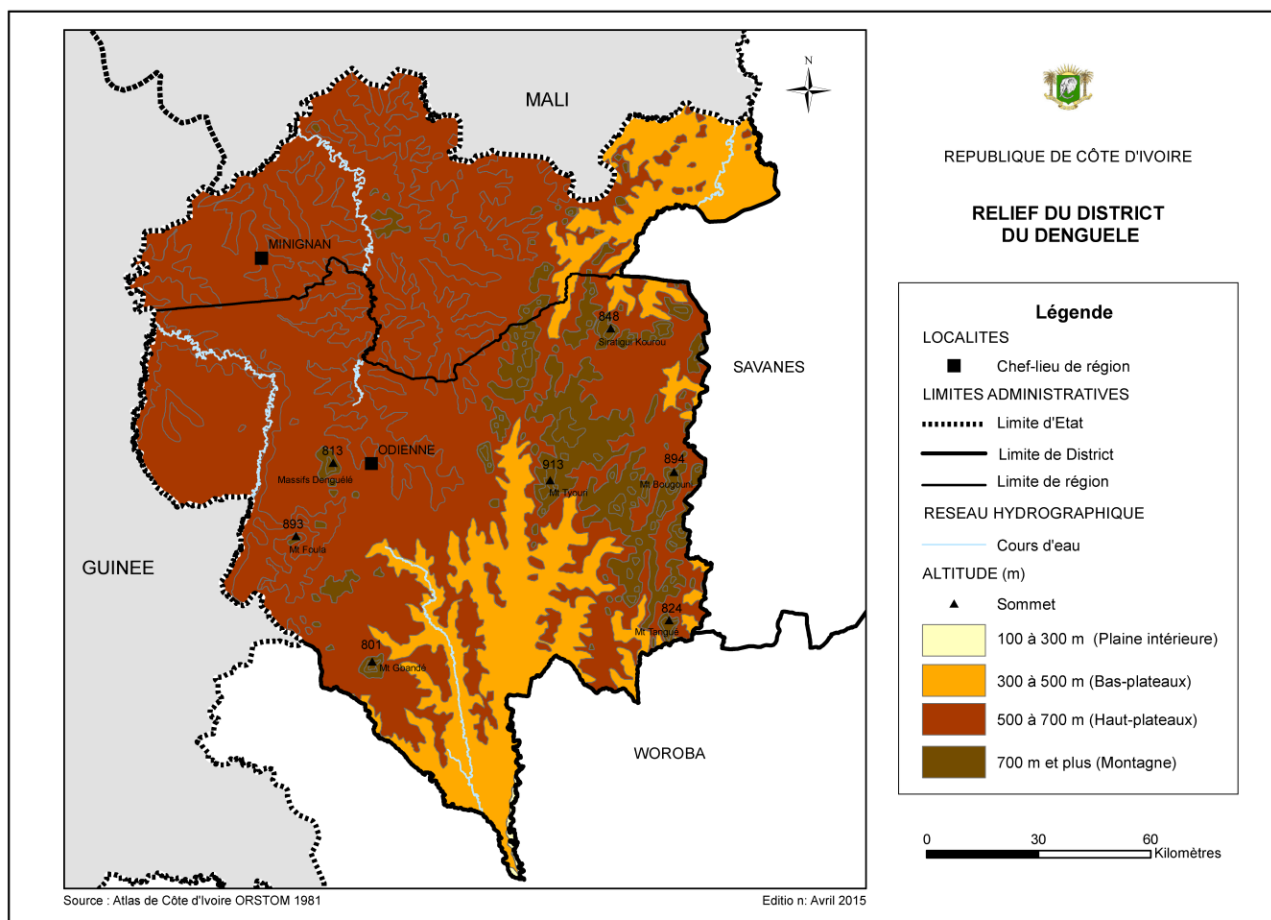 MALI
N
MINIGNAN
848
Siratigui Kourou
SAVANES
813
ODIENNE
Massifs Denguélé
913
Mt Tyouri
894
Mt Bougouni
893
Mt Foula
GUINEE
824
Mt Tangué
801
Mt Gbandé
WOROBA
Source : Atlas de Côte d'Ivoire ORSTOM 1981
Editio n: Avril 2015
REPUBLIQUE DE CÔTE D'IVOIRE
RELIEF DU DISTRICT
DU DENGUELE
Légende
LOCALITES
Chef-lieu de région
LIMITES ADMINISTRATIVES
Limite d'Etat
Limite de District
Limite de région
RESEAU HYDROGRAPHIQUE
Cours d'eau
ALTITUDE (m)
Sommet
100 à 300 m (Plaine intérieure)
300 à 500 m (Bas-plateaux)
500 à 700 m (Haut-plateaux)
700 m et plus (Montagne)
0 30 60
Kilomètres